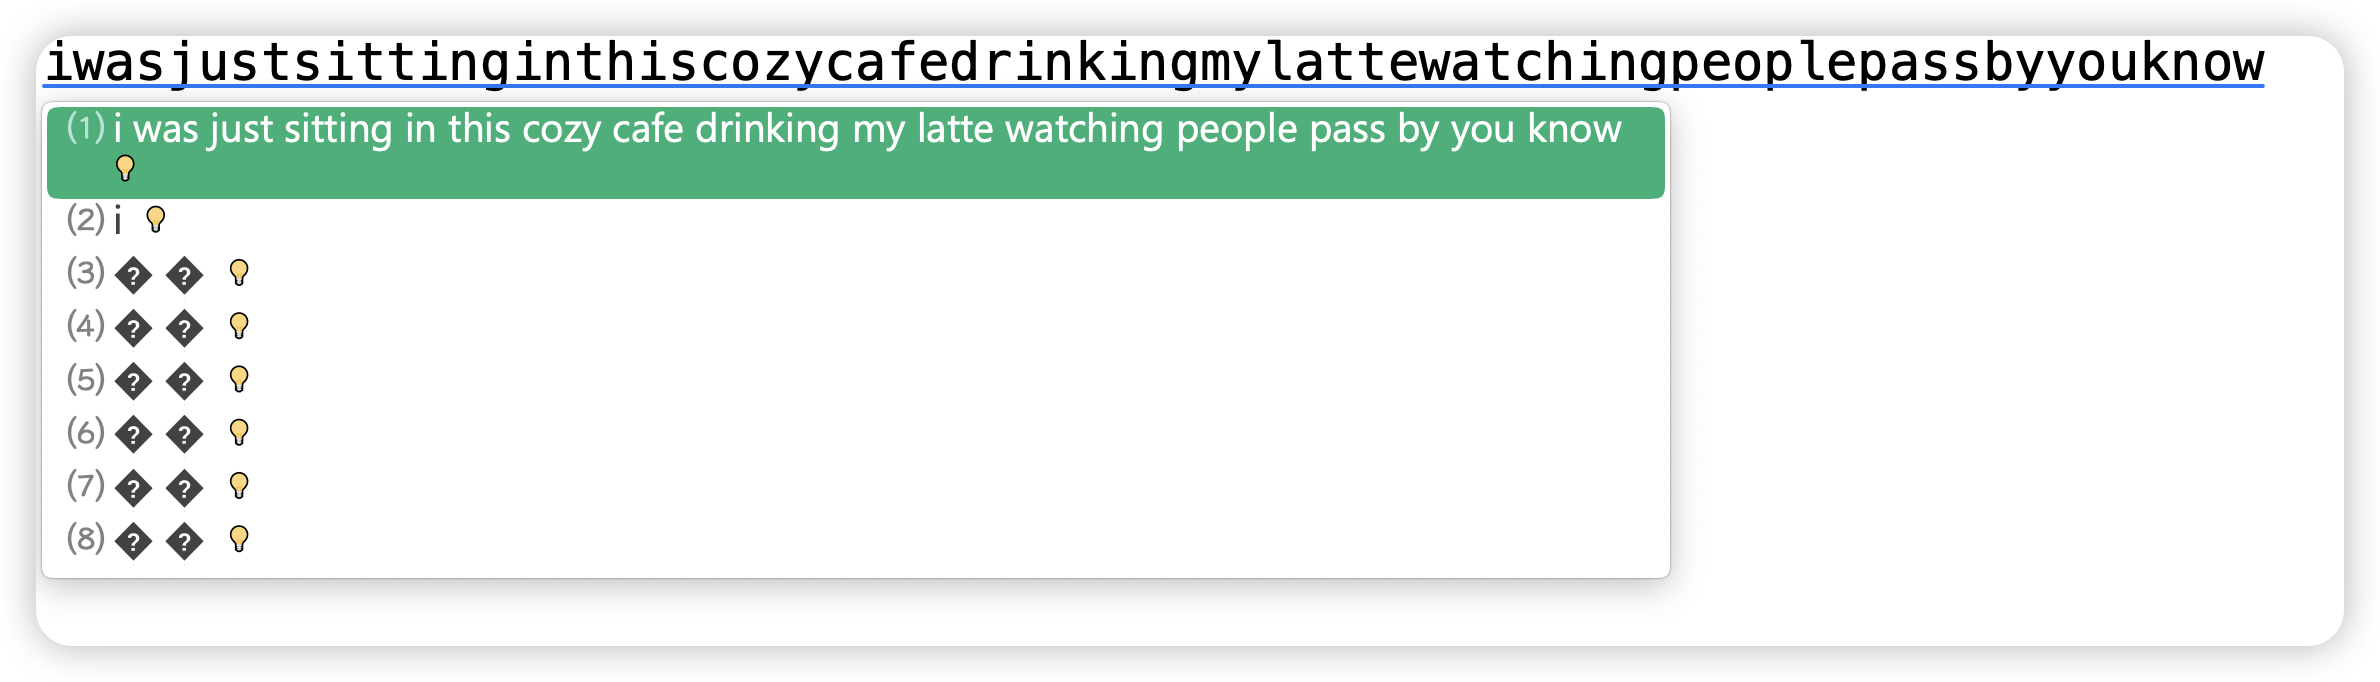 iwasjustsittinginthiscozycafedrinkingmylattewatchingpeoplepassbyyouknow
(1) i was just sitting in this cozy cafe drinking my latte watching people pass by you know 💡
(2) i 💡
(3) � � 💡
(4) � � 💡
(5) � � 💡
(6) � � 💡
(7) � � 💡
(8) � � 💡